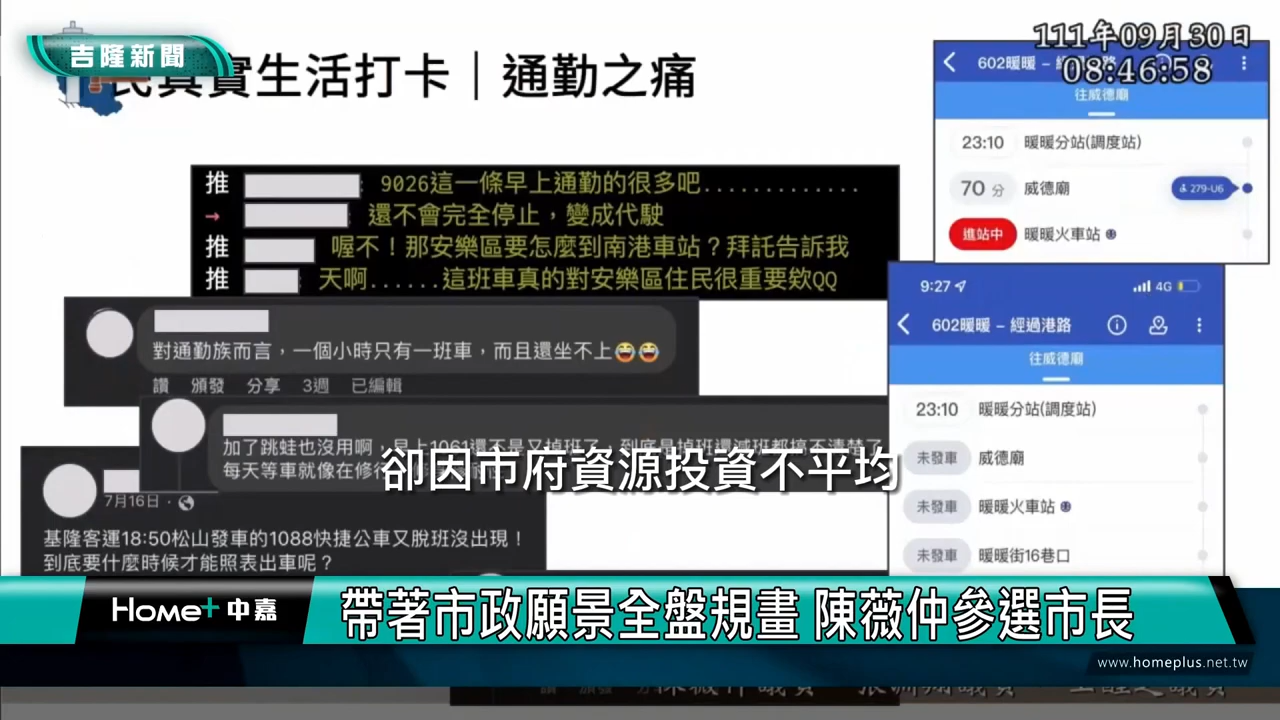 吉隆新聞
民真實生活打卡｜通勤之痛
111年09月30日
08:46:58
602暖暖 -
往威德廟
23:10 暖暖分站(調度站)
70 分 威德廟 279-U6
進站中 暖暖火車站
推 : 9026這一條早上通勤的很多吧.............
→ : 還不會完全停止，變成代駛
推 喔不！那安樂區要怎麼到南港車站？拜託告訴我
推 : 天啊......這班車真的對安樂區住民很重要欸QQ
9:27 4G
602暖暖 – 經過港路
往威德廟
23:10 暖暖分站(調度站)
未發車 威德廟
未發車 暖暖火車站
未發車 暖暖街16巷口
對通勤族而言，一個小時只有一班車，而且還坐不上😂😂
讚 頒發 分享 3週 已編輯
加了跳蛙也沒用啊，早上1061還不是又掉班了，到底是掉班還減班都搞不清楚了
每天等車就像在修行
卻因市府資源投資不平均
7月16日 ·
基隆客運18:50松山發車的1088快捷公車又脫班沒出現！
到底要什麼時候才能照表出車呢？
Home+中嘉
帶著市政願景全盤規畫 陳薇仲參選市長
www.homeplus.net.tw